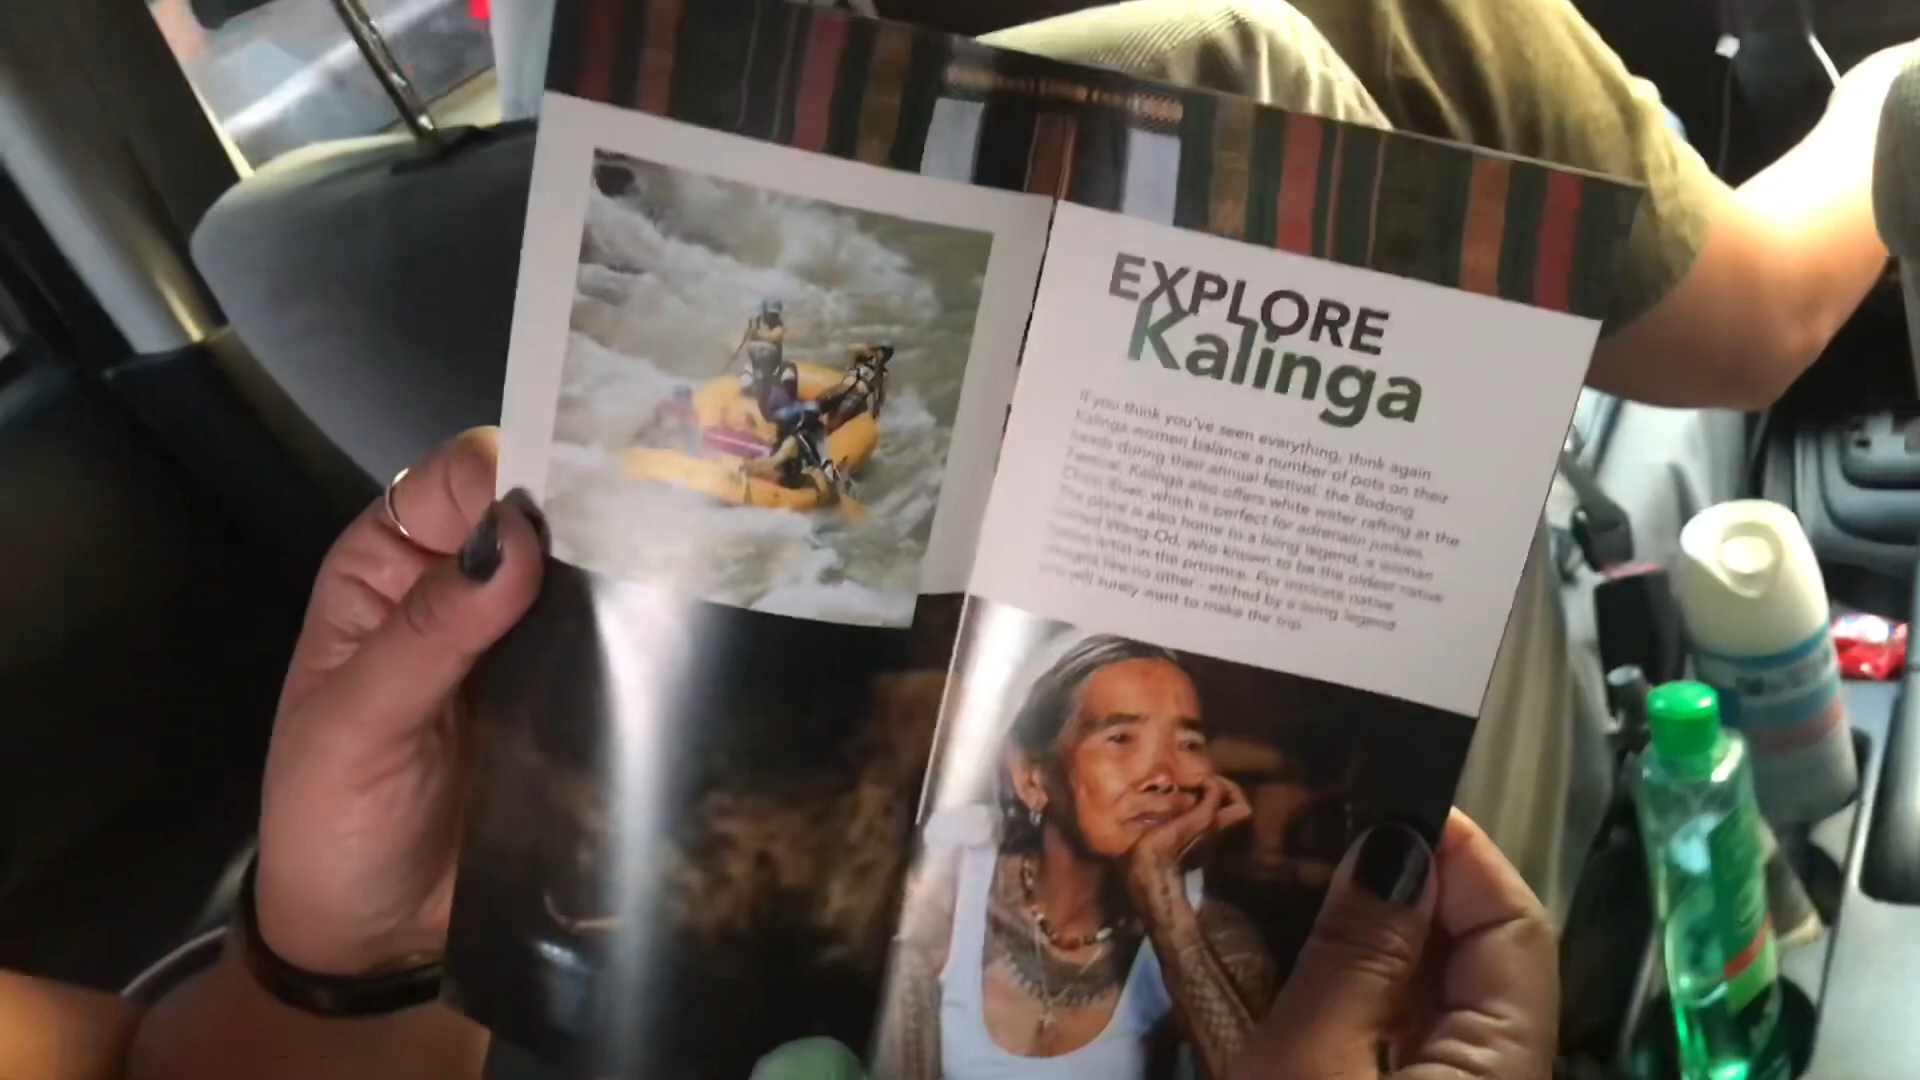 EXPLORE
Kalinga
If you think you've seen everything, think again
Kalinga women balance a number of pots on their
heads during their annual festival, the Bodong
Festival. Kalinga also offers white water rafting at the
Chico River, which is perfect for adrenalin junkies.
The place is also home to a living legend, a woman
named Wang-Od, who known to be the oldest native
tattoo artist in the province. For intricate native
designs like no other - etched by a living legend
you will surely want to make the trip.